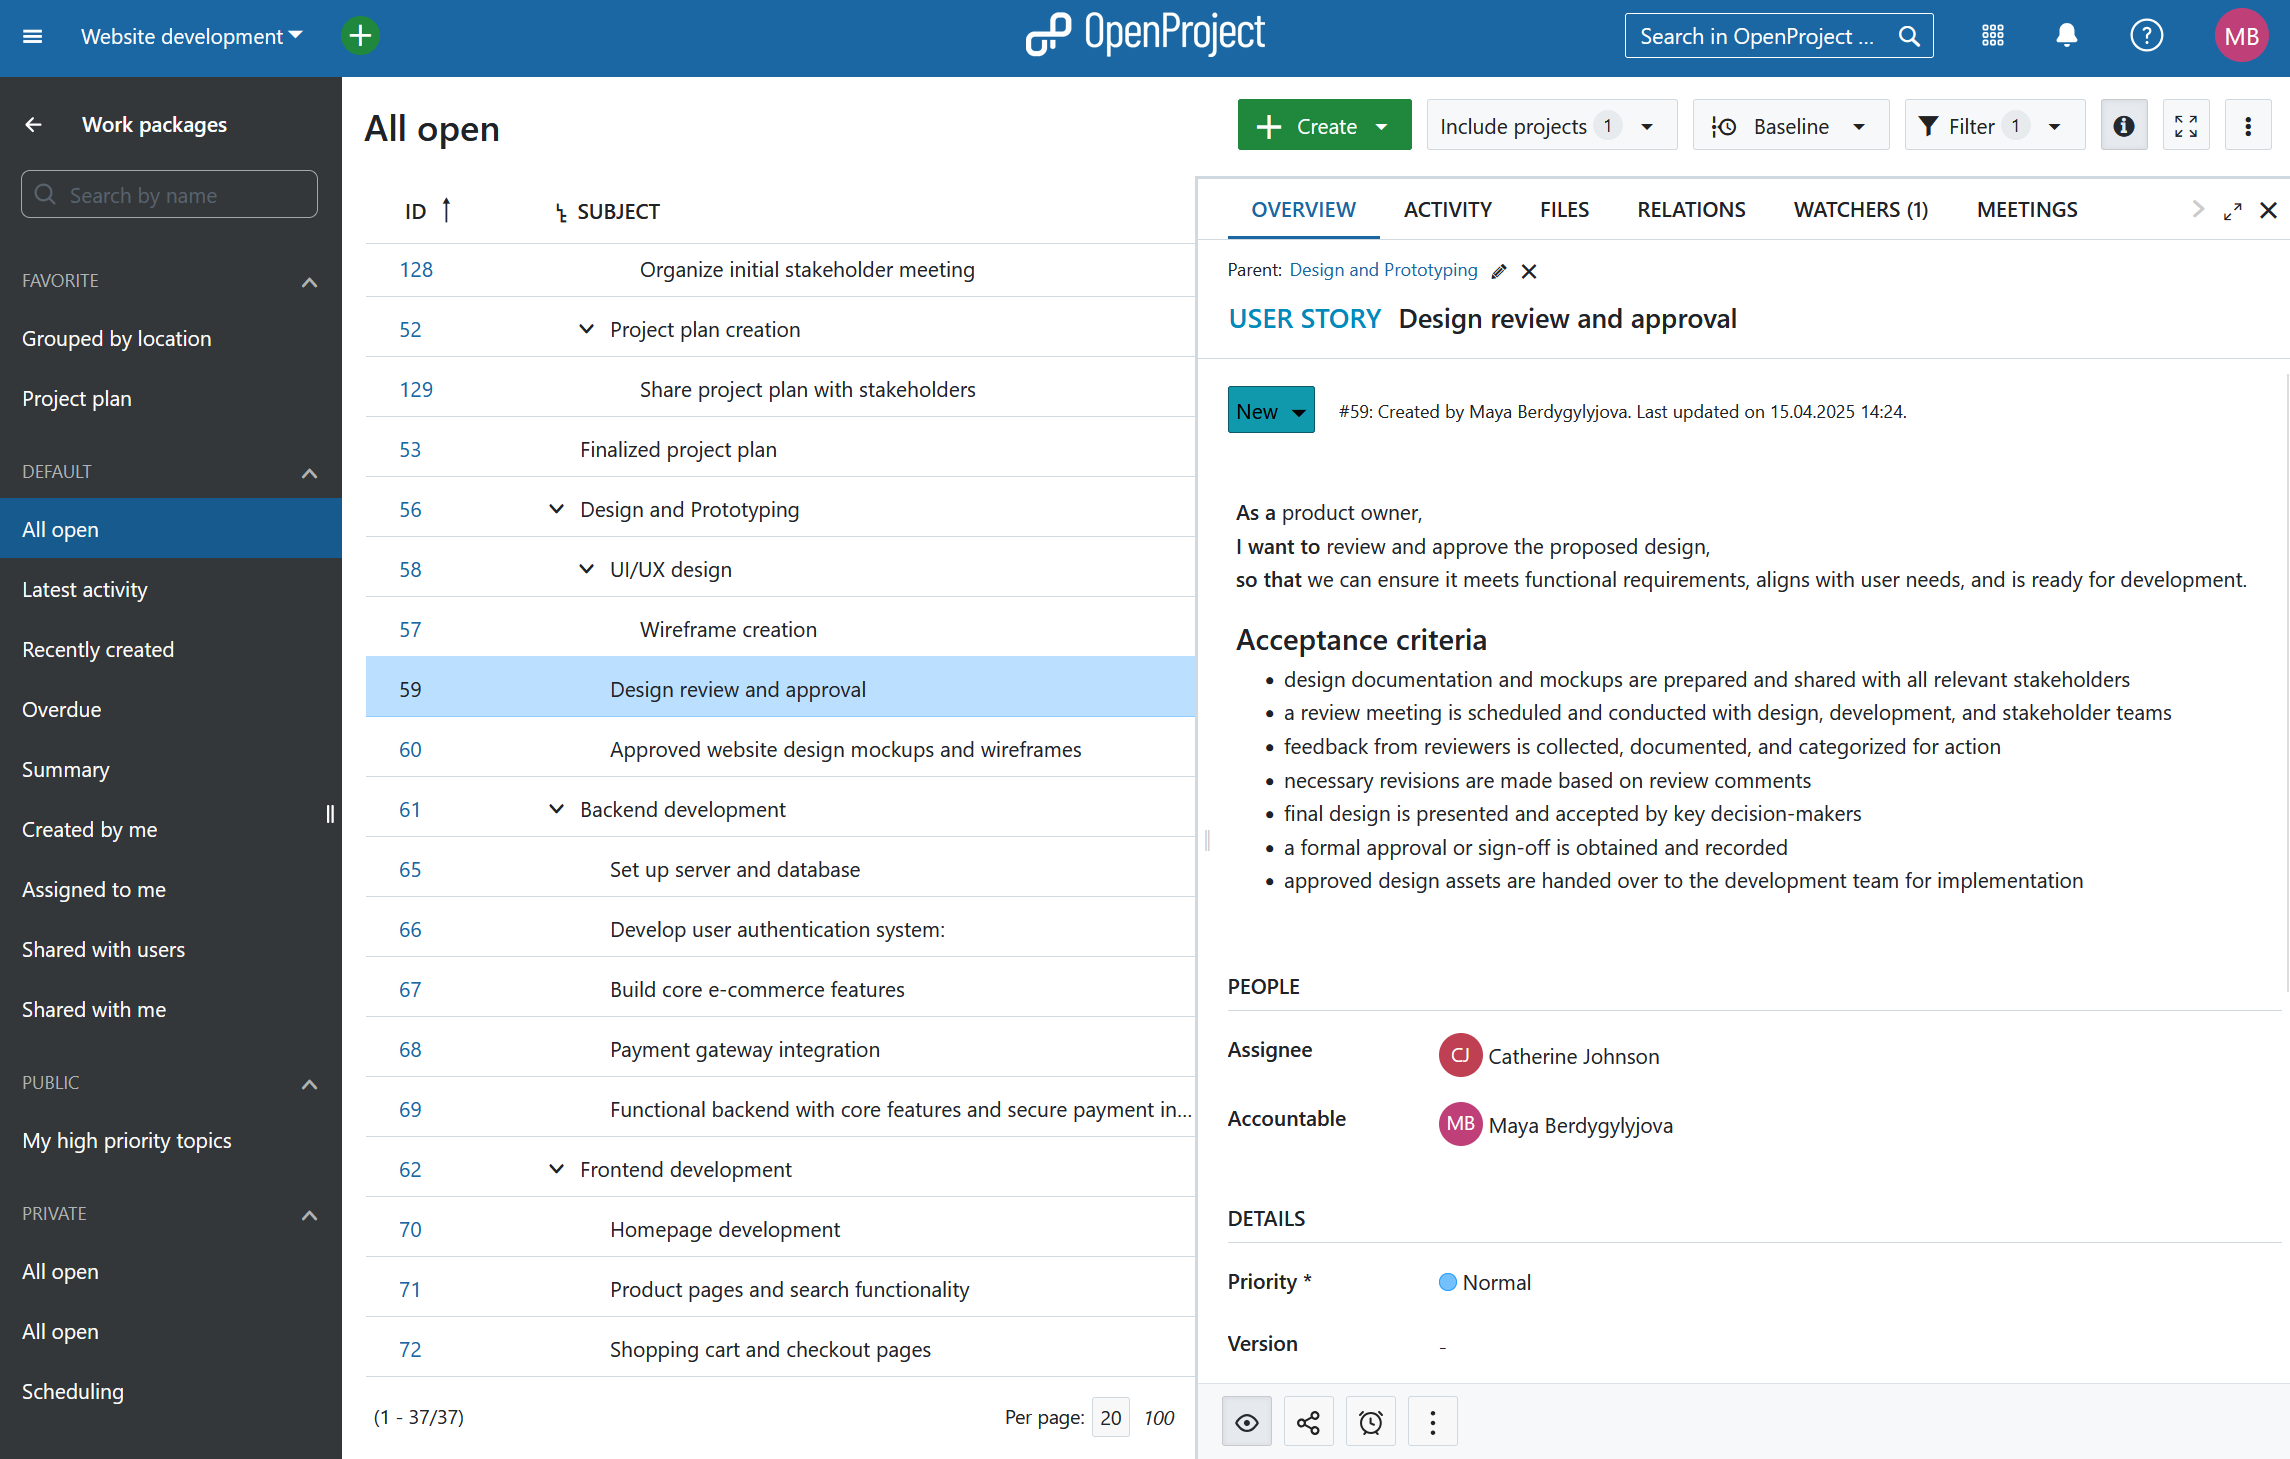 Website development
OpenProject
Search in OpenProject ...
MB
Work packages
Search by name
FAVORITE
Grouped by location
Project plan
DEFAULT
All open
Latest activity
Recently created
Overdue
Summary
Created by me
Assigned to me
Shared with users
Shared with me
PUBLIC
My high priority topics
PRIVATE
All open
All open
Scheduling
All open
Create
Include projects 1
Baseline
Filter 1
ID SUBJECT
128 Organize initial stakeholder meeting
52 Project plan creation
129 Share project plan with stakeholders
53 Finalized project plan
56 Design and Prototyping
58 UI/UX design
57 Wireframe creation
59 Design review and approval
60 Approved website design mockups and wireframes
61 Backend development
65 Set up server and database
66 Develop user authentication system:
67 Build core e-commerce features
68 Payment gateway integration
69 Functional backend with core features and secure payment in...
62 Frontend development
70 Homepage development
71 Product pages and search functionality
72 Shopping cart and checkout pages
(1 - 37/37)
Per page: 20 100
OVERVIEW ACTIVITY FILES RELATIONS WATCHERS (1) MEETINGS
Parent: Design and Prototyping
USER STORY Design review and approval
New #59: Created by Maya Berdygylyjova. Last updated on 15.04.2025 14:24.
As a product owner,
I want to review and approve the proposed design,
so that we can ensure it meets functional requirements, aligns with user needs, and is ready for development.
Acceptance criteria
• design documentation and mockups are prepared and shared with all relevant stakeholders
• a review meeting is scheduled and conducted with design, development, and stakeholder teams
• feedback from reviewers is collected, documented, and categorized for action
• necessary revisions are made based on review comments
• final design is presented and accepted by key decision-makers
• a formal approval or sign-off is obtained and recorded
• approved design assets are handed over to the development team for implementation
PEOPLE
Assignee CJ Catherine Johnson
Accountable MB Maya Berdygylyjova
DETAILS
Priority * Normal
Version -